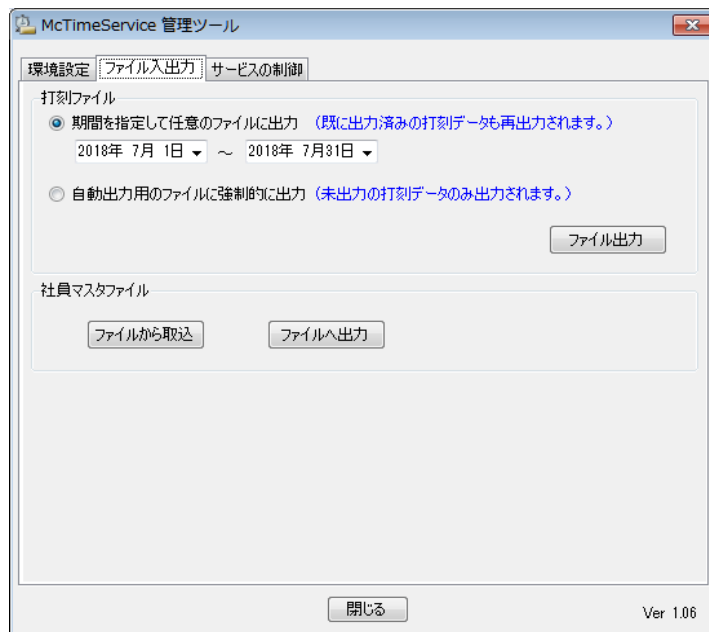 McTimeService 管理ツール
環境設定 ファイル入出力 サービスの制御
打刻ファイル
期間を指定して任意のファイルに出力 （既に出力済みの打刻データも再出力されます。）
2018年 7月 1日 ～ 2018年 7月31日
自動出力用のファイルに強制的に出力 （未出力の打刻データのみ出力されます。）
ファイル出力
社員マスタファイル
ファイルから取込 ファイルへ出力
閉じる Ver 1.06